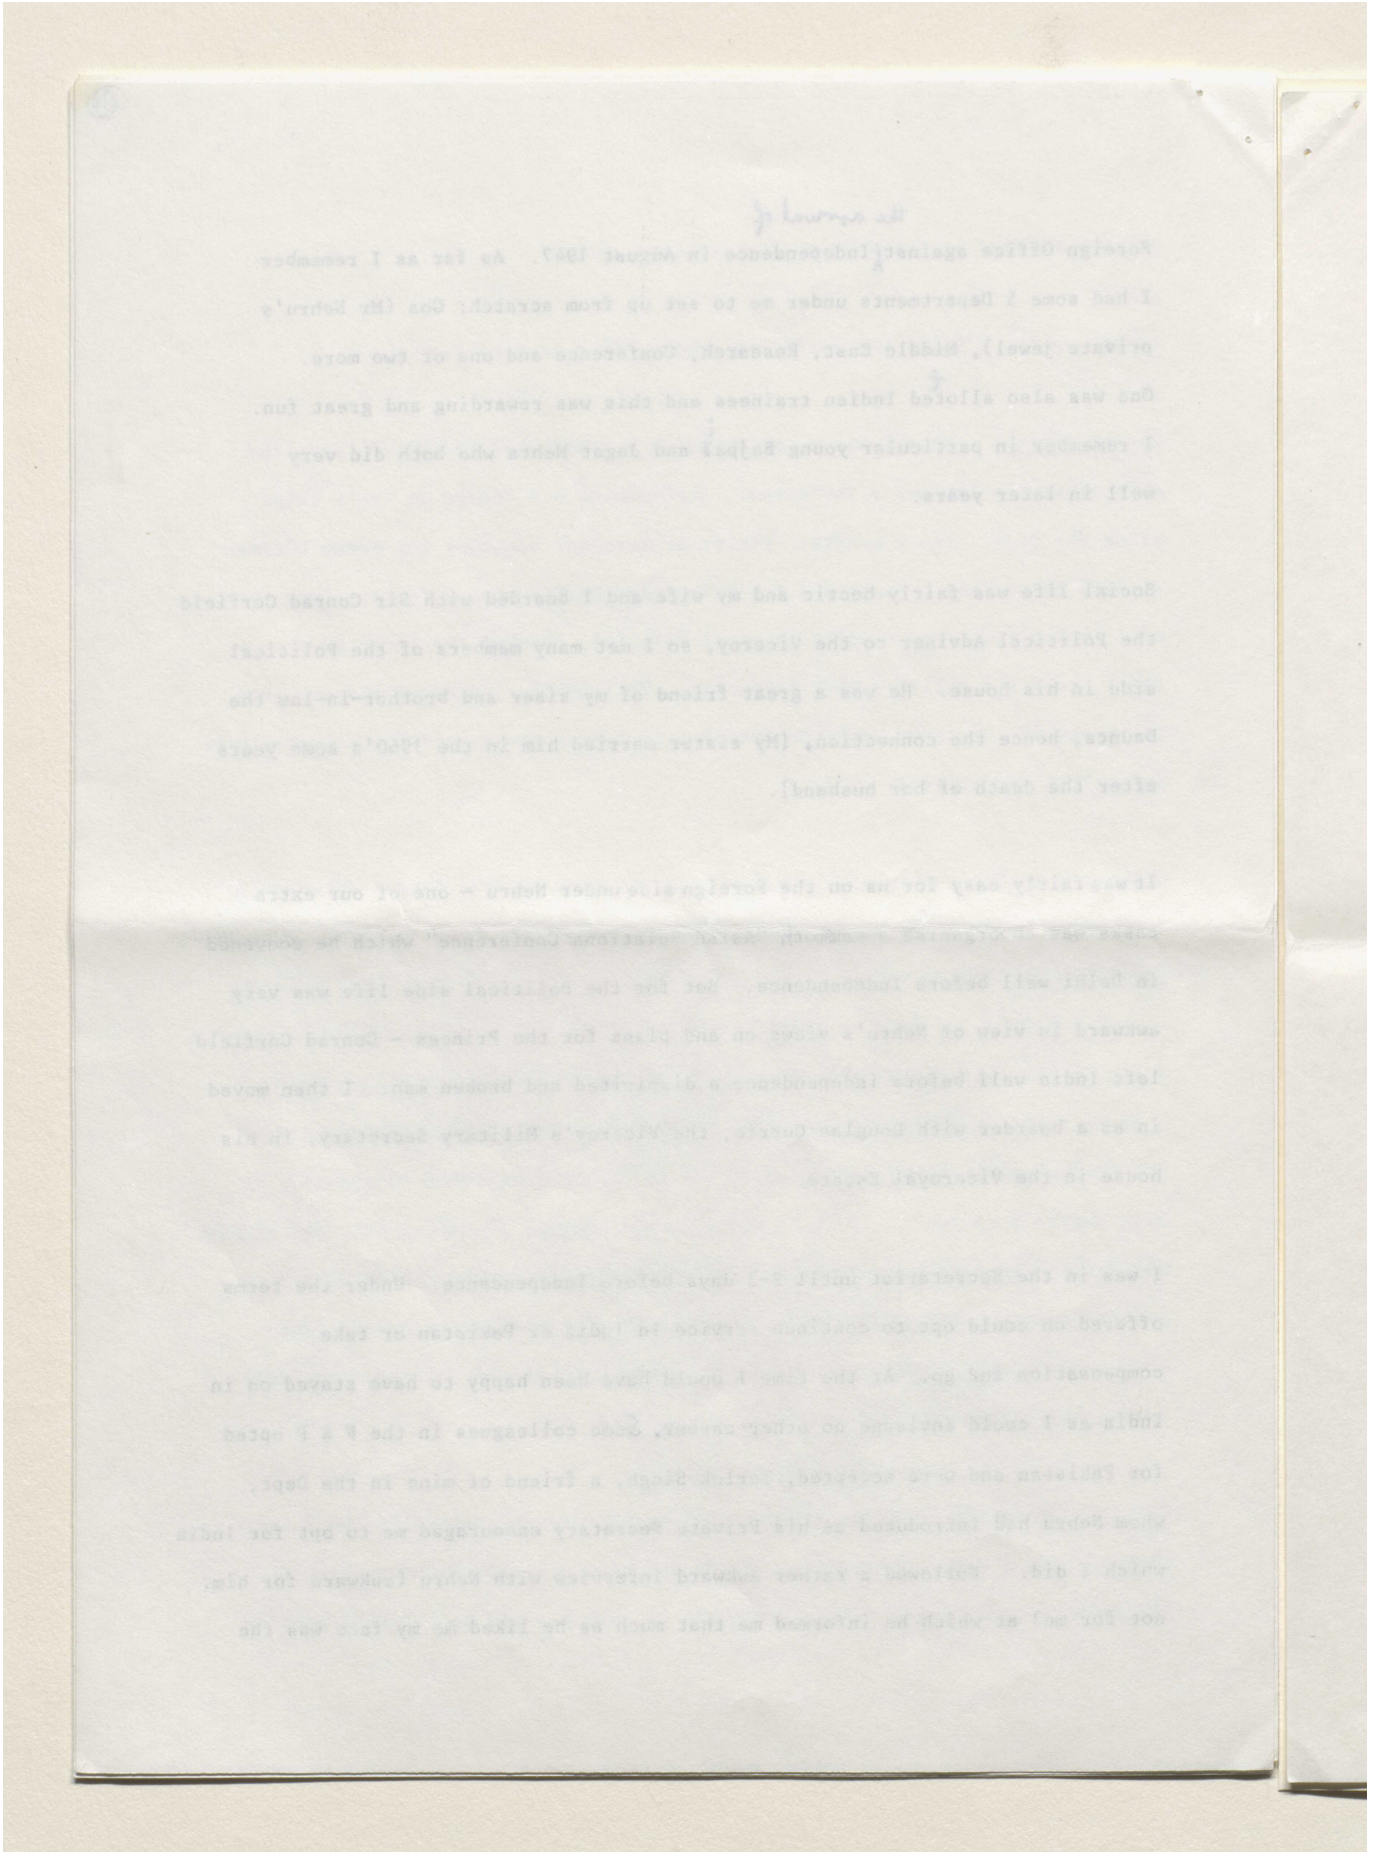 the arrival of
Foreign Office against Independence in August 1947. As far as I remember
I had some 5 Departments under me to set up from scratch: Goa (Mr Nehru's
private jewel), Middle East, Research, Conference and one or two more
t
One was also alloted Indian trainees and this was rewarding and great fun.
i
I remember in particular young Bajpai and Jagat Mehta who both did very
well in later years.
Social life was fairly hectic and my wife and I boarded with Sir Conrad Corfield
the Political Adviser to the Viceroy, so I met many members of the Political
side in his house. He was a great friend of my sister and brother-in-law the
hence the connection, [My sister married him in the 1960's some years
after the death of her husband].
It was fairly easy for us on the Foreign side under Nehru - one of our extra
tasks was to organise a mammoth "Asian Relations Conference" which he convened
in Delhi well before Independence. But for the Political side life was very
awkward in view of Nehru's views on and plans for the Princes - Conrad Corfield
left India well before independence a dispirited and broken man. I then moved
in as a boarder with Douglas Currie, the Viceroy's Military Secretary, in his
house in the Viceroyal Estate
I was in the Secretariat until 2-3 days before Independence. Under the terms
offered on could opt to continue service in India or Pakistan or take
compensation and go. At the time I would have been happy to have stayed on in
India as I could envisage no other career. Some colleagues in the F & P opted
for Pakistan and were accepted. Singh, a friend of mine in the Dept,
whom Nehru had introduced as his Private Secretary encouraged me to opt for India
which I did. Followed a rather awkward interview with Nehru (awkward for him,
not for me) at which he informed me that much as he liked me my face was the